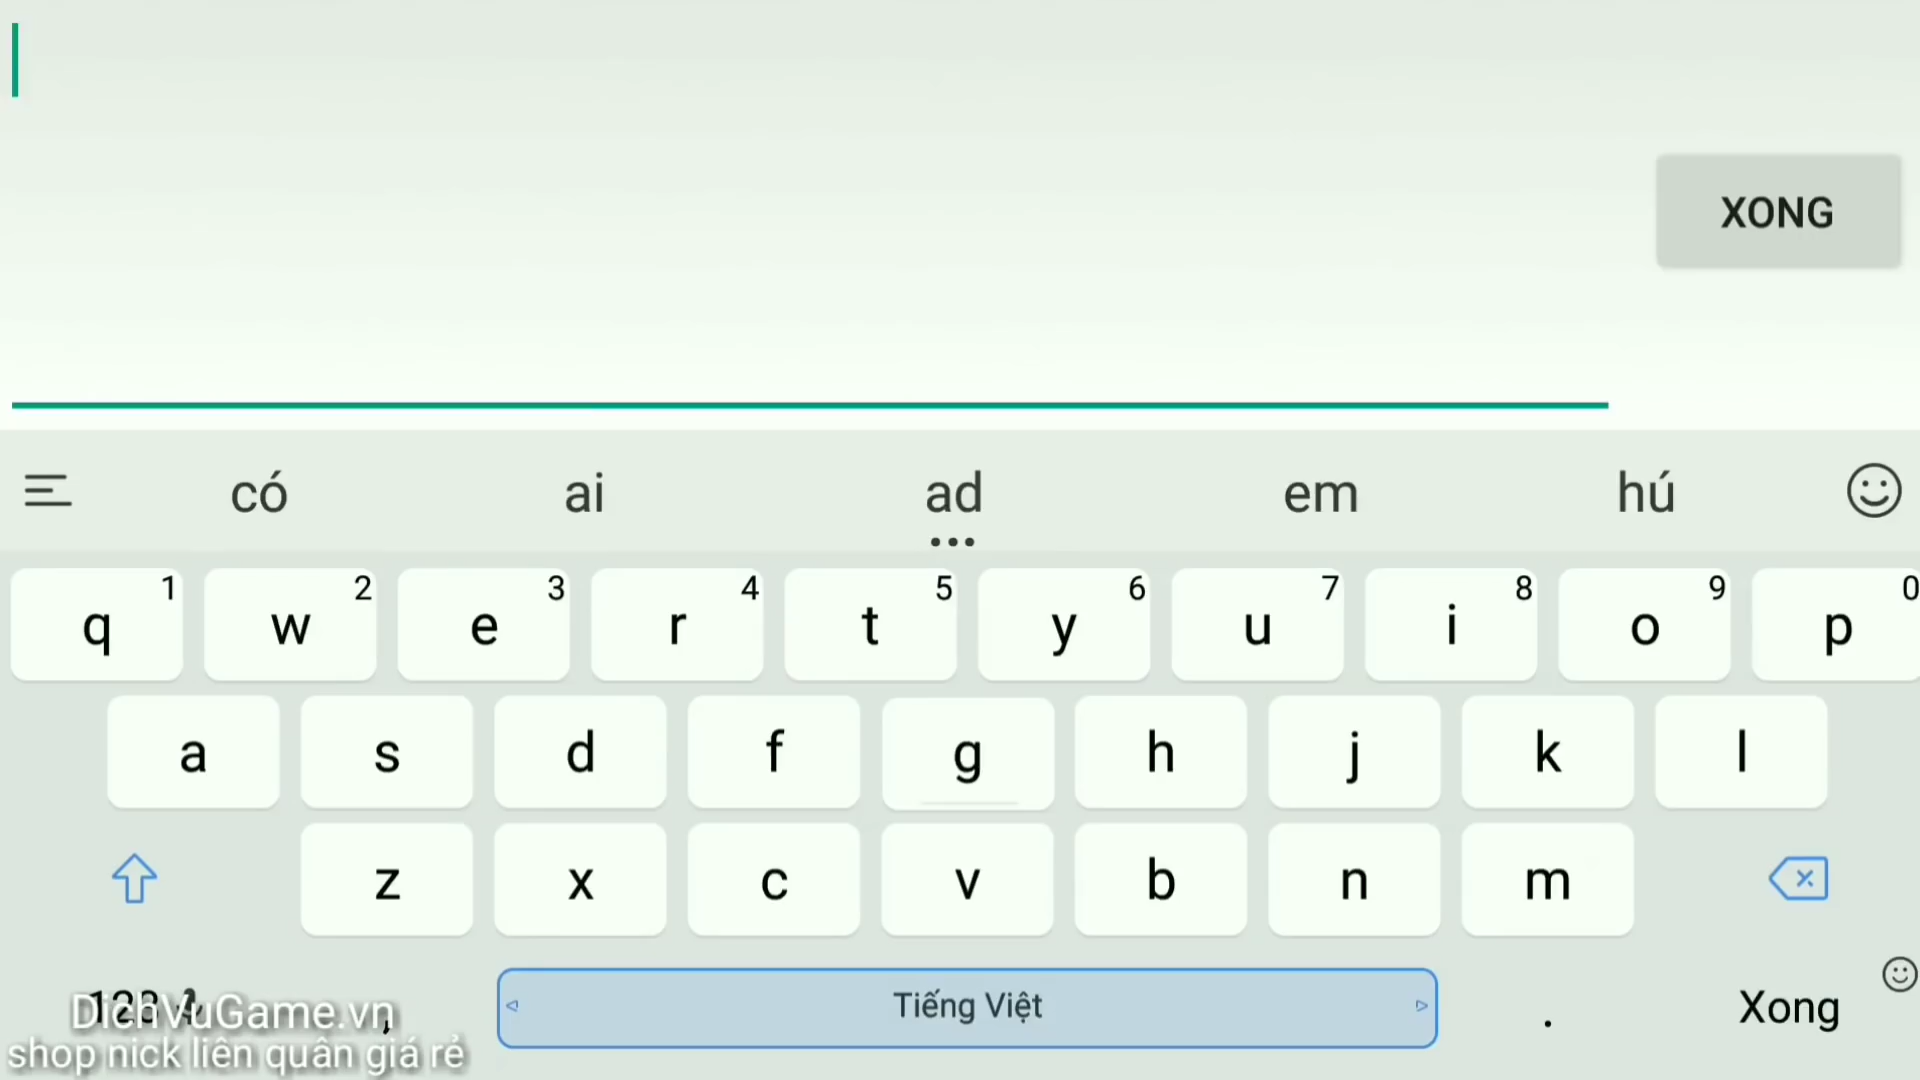 XONG
có ai ad em hú
q 1 w 2 e 3 r 4 t 5 y 6 u 7 i 8 o 9 p 0
a s d f g h j k l
z x c v b n m
123 , Tiếng Việt . Xong
DichVuGame.vn
shop nick liên quân giá rẻ